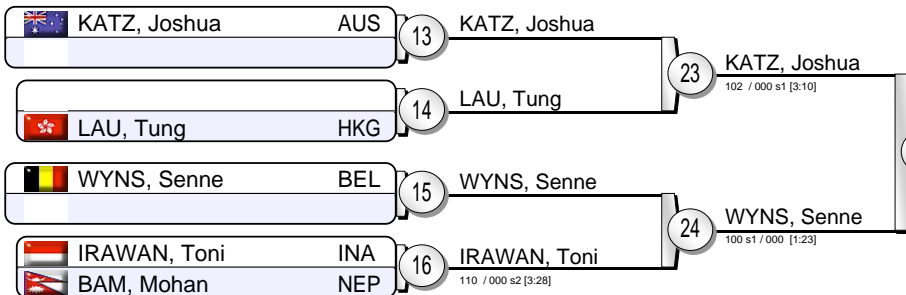 KATZ, Joshua AUS
13
KATZ, Joshua
23
KATZ, Joshua
102 / 000 s1 [3:10]
LAU, Tung HKG
14
LAU, Tung
WYNS, Senne BEL
15
WYNS, Senne
24
WYNS, Senne
100 s1 / 000 [1:23]
IRAWAN, Toni INA
BAM, Mohan NEP
16
IRAWAN, Toni
110 / 000 s2 [3:28]